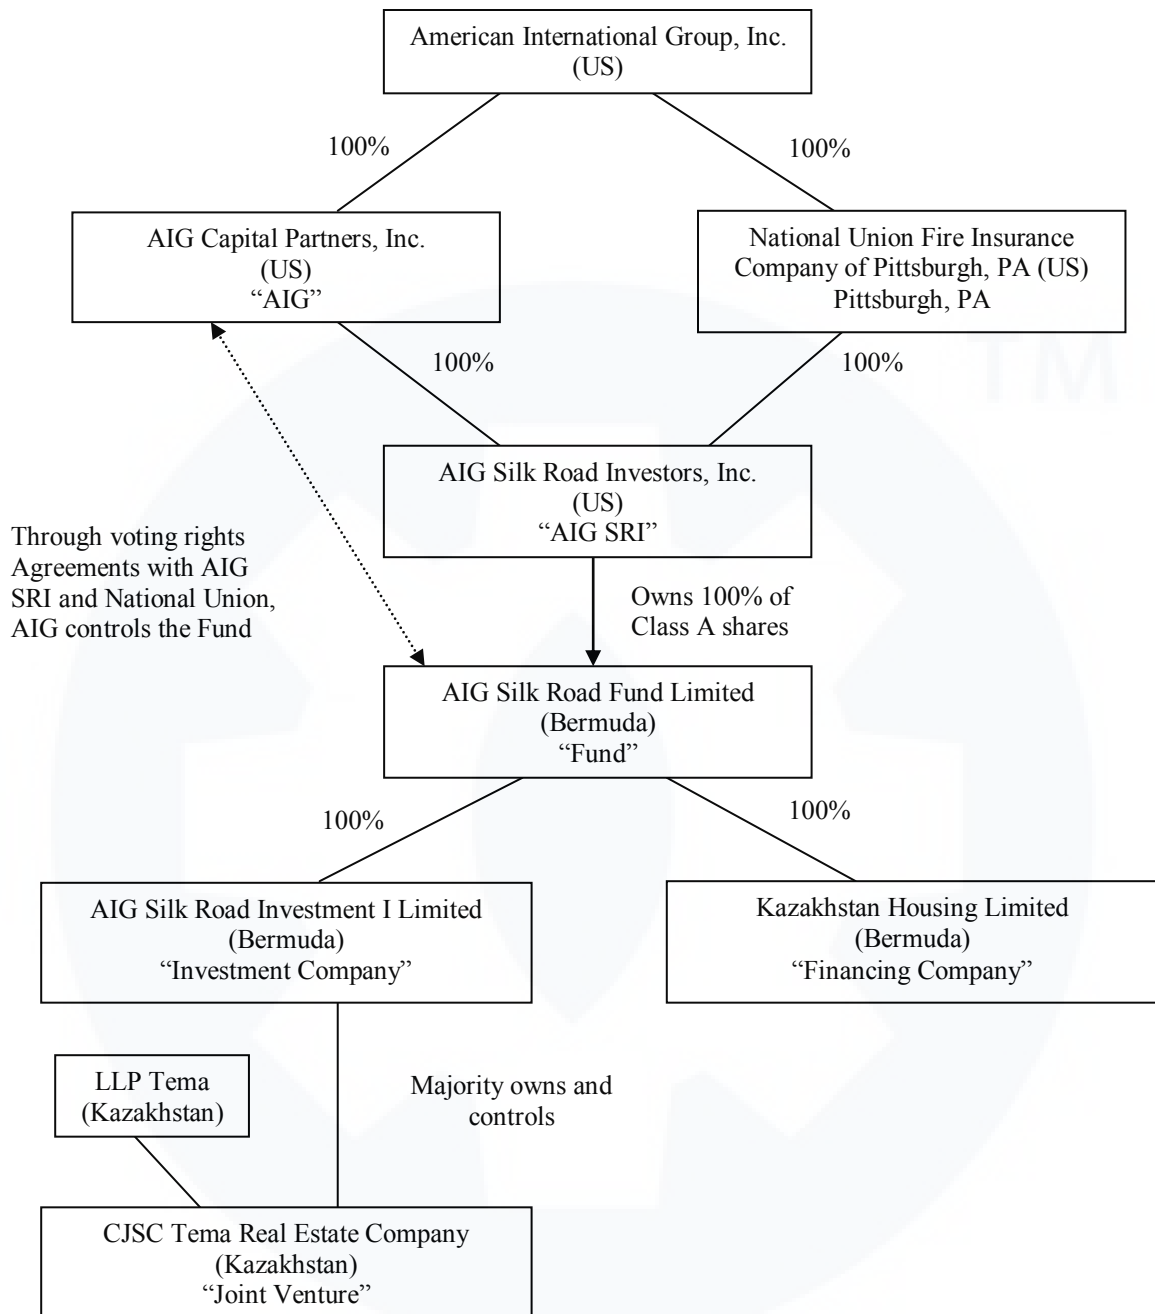 American International Group, Inc.
(US)
100%
100%
AIG Capital Partners, Inc.
(US)
“AIG”
National Union Fire Insurance
Company of Pittsburgh, PA (US)
Pittsburgh, PA
TM
100%
100%
AIG Silk Road Investors, Inc.
(US)
“AIG SRI”
Through voting rights
Agreements with AIG
SRI and National Union,
AIG controls the Fund
Owns 100% of
Class A shares
AIG Silk Road Fund Limited
(Bermuda)
“Fund”
100%
100%
AIG Silk Road Investment I Limited
(Bermuda)
“Investment Company”
Kazakhstan Housing Limited
(Bermuda)
“Financing Company”
LLP Tema
(Kazakhstan)
Majority owns and
controls
CJSC Tema Real Estate Company
(Kazakhstan)
“Joint Venture”